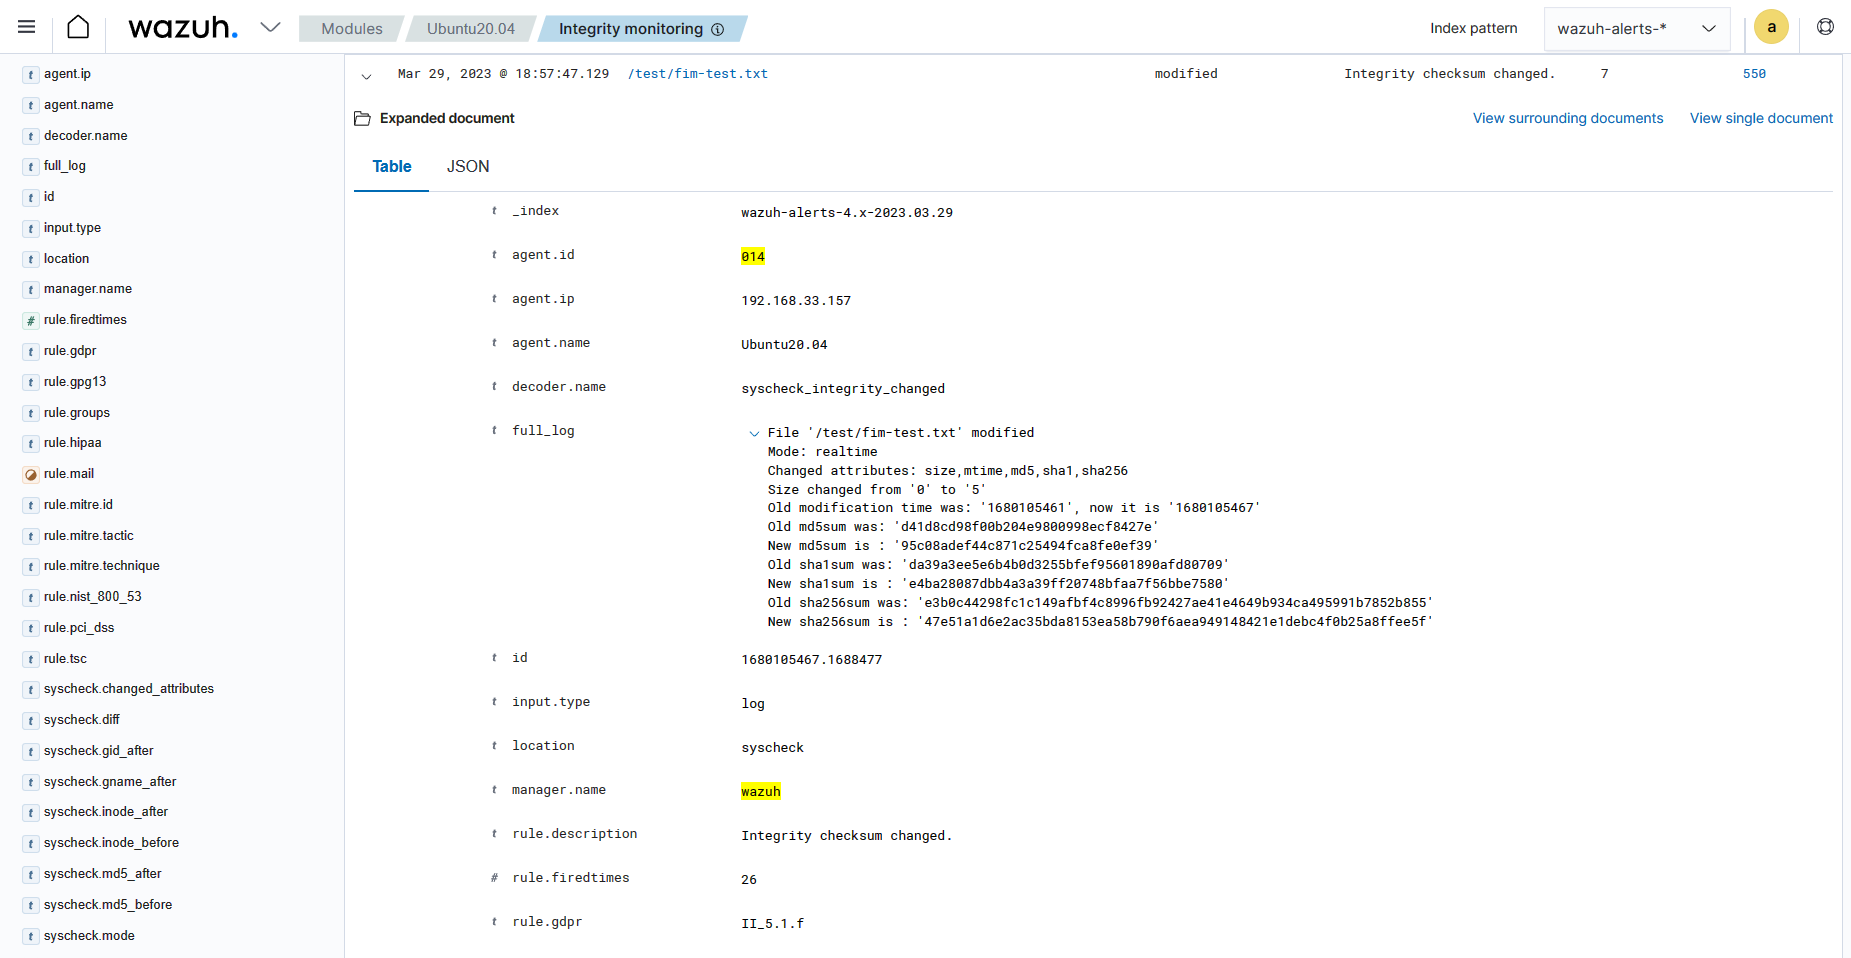 wazuh.
Modules
Ubuntu20.04
Integrity monitoring
Index pattern
wazuh-alerts-*
a
t agent.ip
t agent.name
t decoder.name
t full_log
t id
t input.type
t location
t manager.name
# rule.firedtimes
t rule.gdpr
t rule.gpg13
t rule.groups
t rule.hipaa
rule.mail
t rule.mitre.id
t rule.mitre.tactic
t rule.mitre.technique
t rule.nist_800_53
t rule.pci_dss
t rule.tsc
t syscheck.changed_attributes
t syscheck.diff
t syscheck.gid_after
t syscheck.gname_after
t syscheck.inode_after
t syscheck.inode_before
t syscheck.md5_after
t syscheck.md5_before
t syscheck.mode
Mar 29, 2023 @ 18:57:47.129 /test/fim-test.txt modified Integrity checksum changed. 7 550
Expanded document
View surrounding documents
View single document
Table
JSON
t _index wazuh-alerts-4.x-2023.03.29
t agent.id 014
t agent.ip 192.168.33.157
t agent.name Ubuntu20.04
t decoder.name syscheck_integrity_changed
t full_log File '/test/fim-test.txt' modified
Mode: realtime
Changed attributes: size,mtime,md5,sha1,sha256
Size changed from '0' to '5'
Old modification time was: '1680105461', now it is '1680105467'
Old md5sum was: 'd41d8cd98f00b204e9800998ecf8427e'
New md5sum is : '95c08adef44c871c25494fca8fe0ef39'
Old sha1sum was: 'da39a3ee5e6b4b0d3255bfef95601890afd80709'
New sha1sum is : 'e4ba28087dbb4a3a39ff20748bfaa7f56bbe7580'
Old sha256sum was: 'e3b0c44298fc1c149afbf4c8996fb92427ae41e4649b934ca495991b7852b855'
New sha256sum is : '47e51a1d6e2ac35bda8153ea58b790f6aea949148421e1debc4f0b25a8ffee5f'
t id 1680105467.1688477
t input.type log
t location syscheck
t manager.name wazuh
t rule.description Integrity checksum changed.
# rule.firedtimes 26
t rule.gdpr II_5.1.f